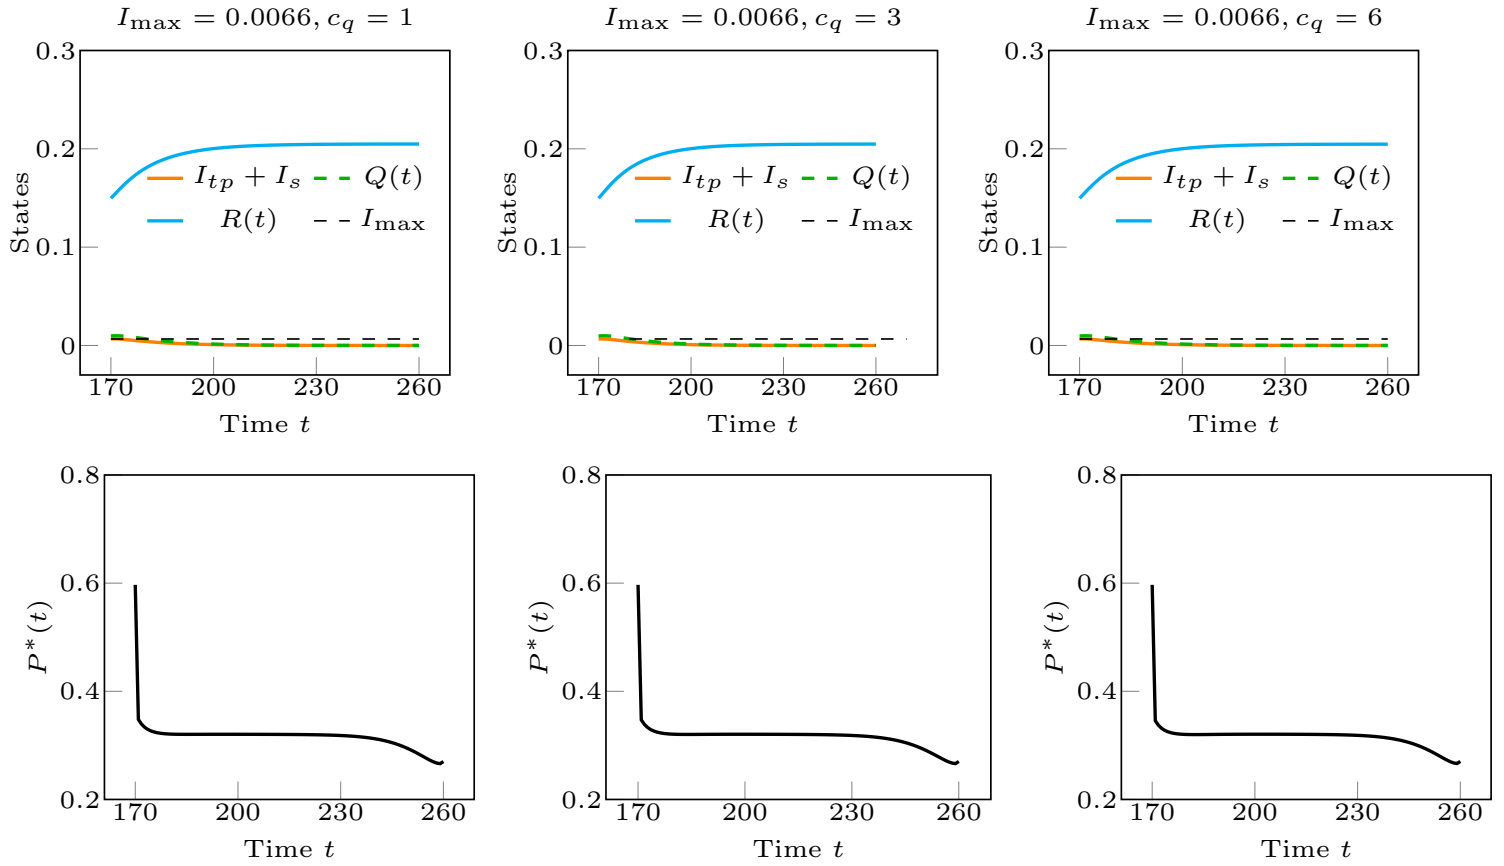 I_max = 0.0066, c_q = 1
0.3
0.2
0.1
0
States
I_tp + I_s
Q(t)
R(t)
I_max
170
200
230
260
Time t
I_max = 0.0066, c_q = 3
0.3
0.2
0.1
0
States
I_tp + I_s
Q(t)
R(t)
I_max
170
200
230
260
Time t
I_max = 0.0066, c_q = 6
0.3
0.2
0.1
0
States
I_tp + I_s
Q(t)
R(t)
I_max
170
200
230
260
Time t
0.8
0.6
0.4
0.2
P*(t)
170
200
230
260
Time t
0.8
0.6
0.4
0.2
P*(t)
170
200
230
260
Time t
0.8
0.6
0.4
0.2
P*(t)
170
200
230
260
Time t